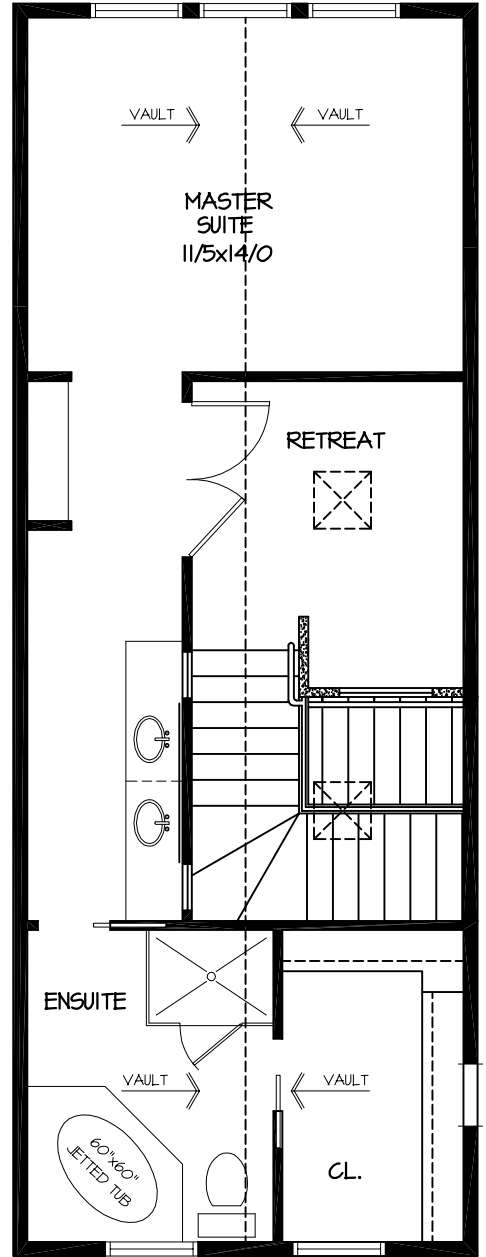 VAULT
VAULT
MASTER
SUITE
11/5x14/0
RETREAT
ENSUITE
VAULT
VAULT
60"x60"
JETTED TUB
CL.